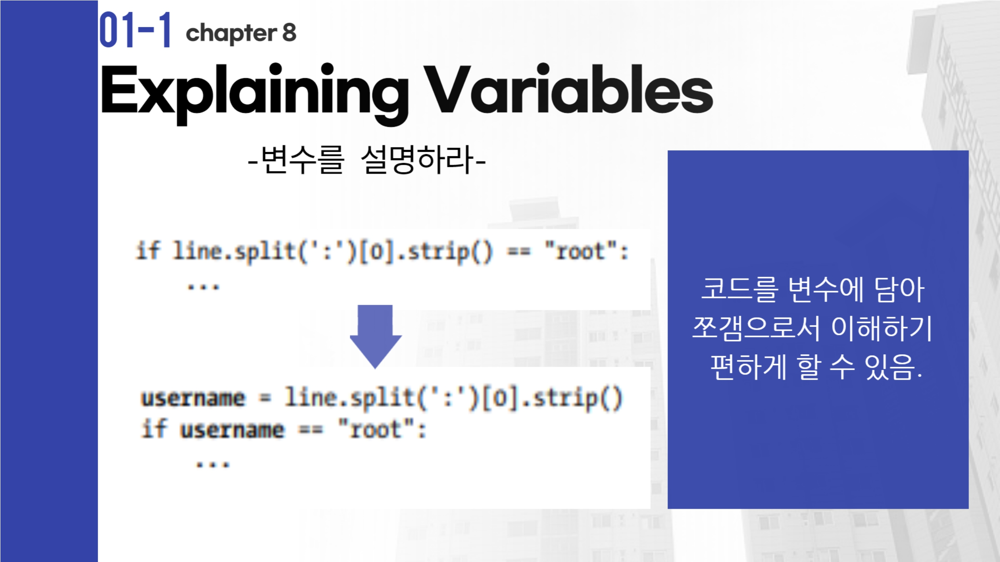 01-1 chapter 8
Explaining Variables
-변수를 설명하라-
if line.split(':')[0].strip() == "root":
...
username = line.split(':')[0].strip()
if username == "root":
...
코드를 변수에 담아
쪼갬으로서 이해하기
편하게 할 수 있음.